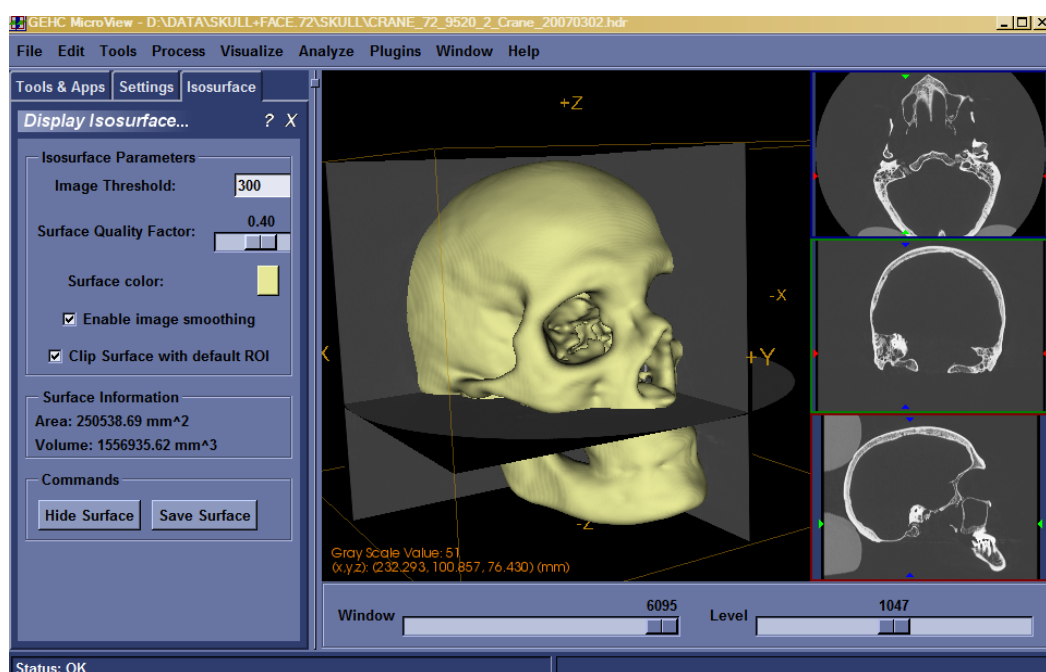 GEHC MicroView - D:\DATA\SKULL+FACE.72\SKULL\CRANE_72_9520_2_Crane_20070302.hdr
File Edit Tools Process Visualize Analyze Plugins Window Help
Tools & Apps Settings Isosurface
Display Isosurface... ? X
Isosurface Parameters
Image Threshold: 300
0.40
Surface Quality Factor:
Surface color:
Enable image smoothing
Clip Surface with default ROI
Surface Information
Area: 250538.69 mm^2
Volume: 1556935.62 mm^3
Commands
Hide Surface Save Surface
+Z
-X
X
+Y
-Z
Gray Scale Value: 51
(x,y,z): (232.293, 100.857, 76.430) (mm)
Window 6095 Level 1047
Status: OK